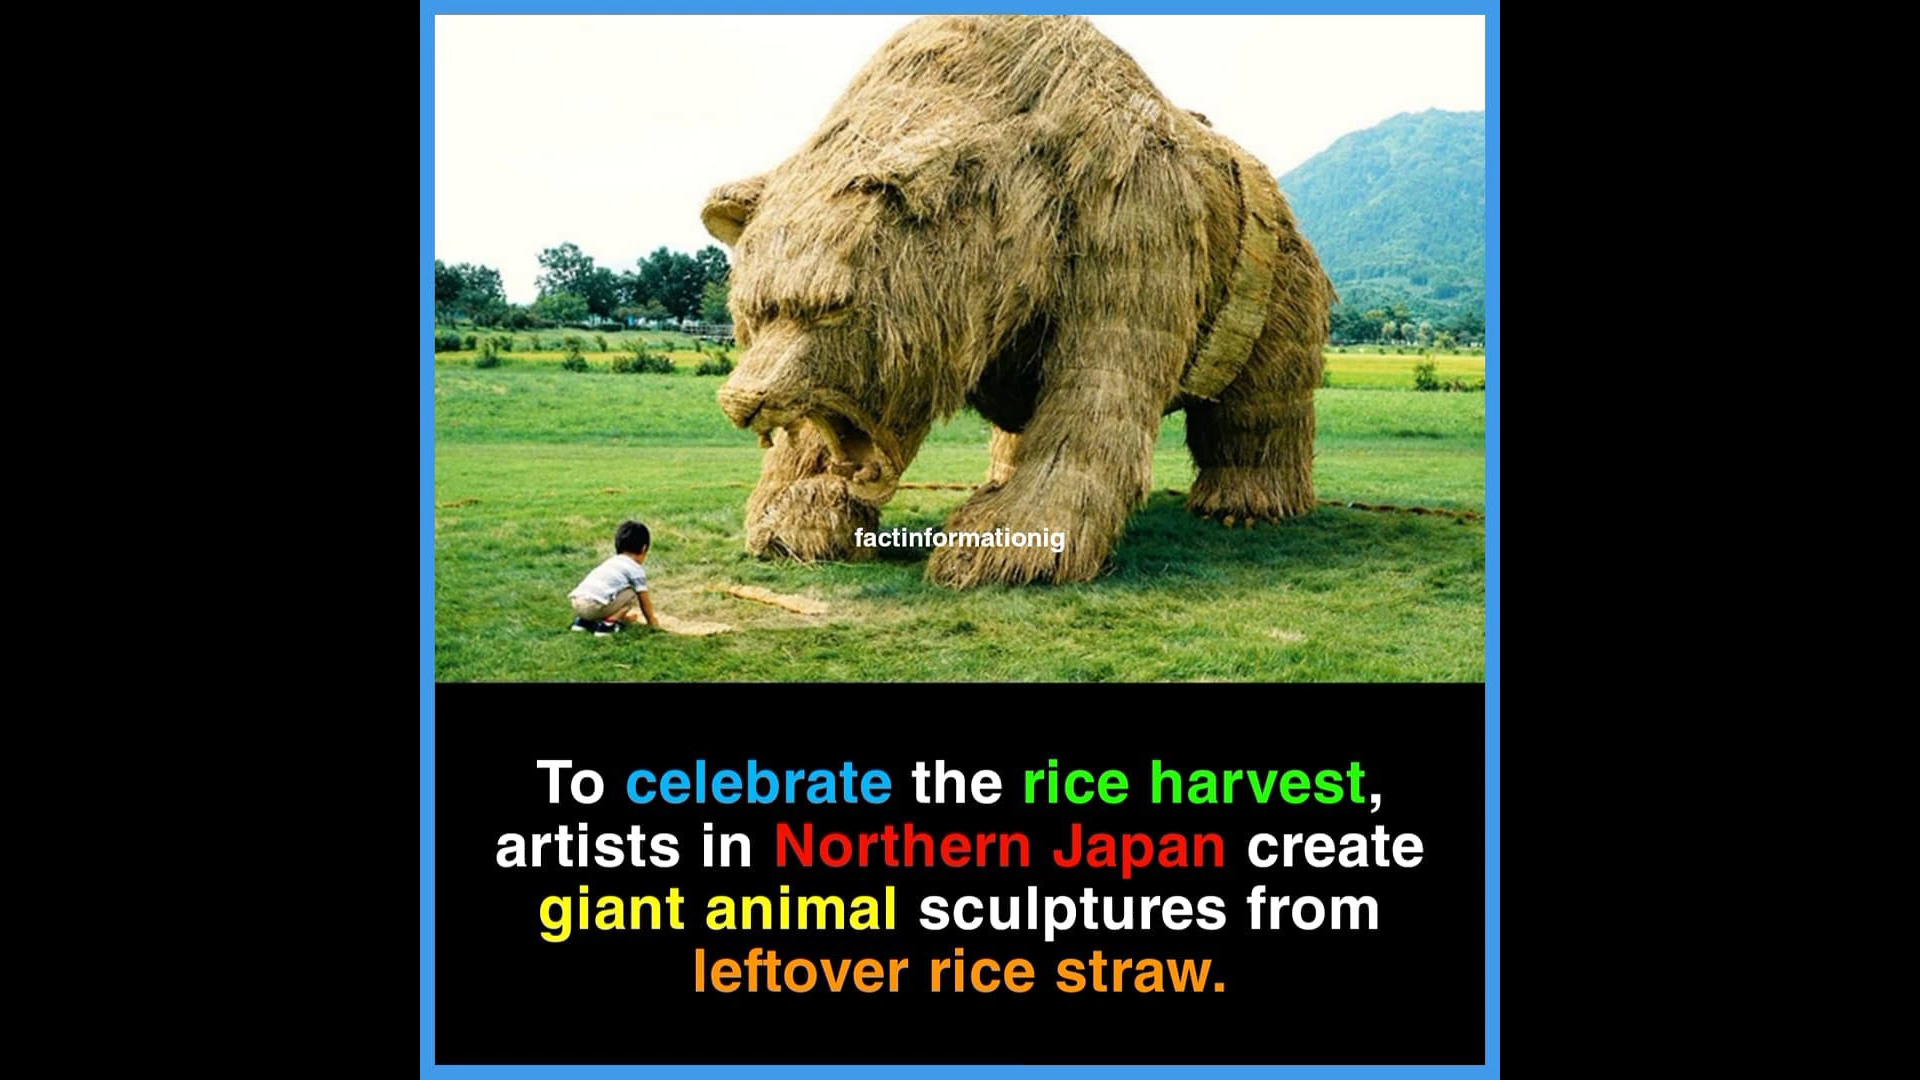 factinformationig
To celebrate the rice harvest,
artists in Northern Japan create
giant animal sculptures from
leftover rice straw.